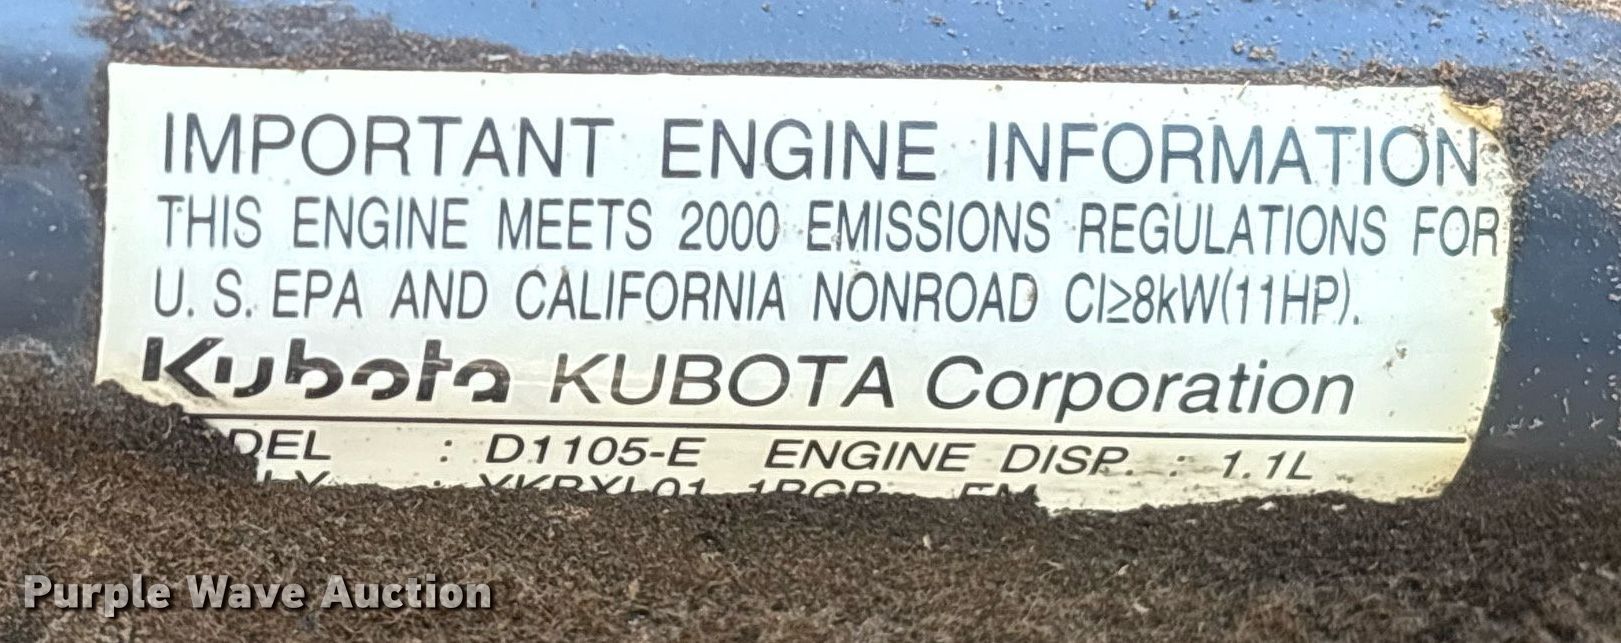 IMPORTANT ENGINE INFORMATION
THIS ENGINE MEETS 2000 EMISSIONS REGULATIONS FOR
U.S. EPA AND CALIFORNIA NONROAD CI≥8kW(11HP).
Kubota KUBOTA Corporation
DEL : D1105-E ENGINE DISP. : 1.1L
Purple Wave Auction